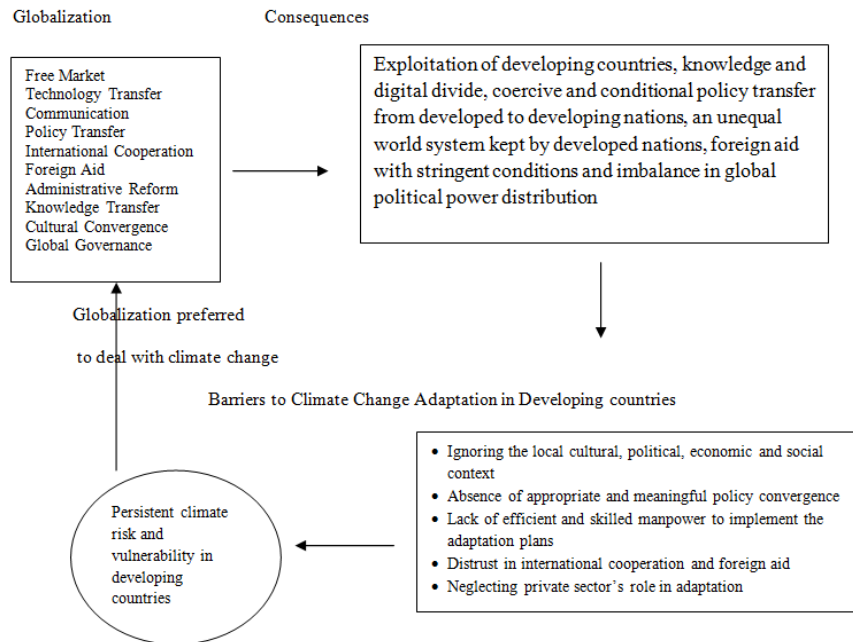 Globalization
Consequences
Free Market
Technology Transfer
Communication
Policy Transfer
International Cooperation
Foreign Aid
Administrative Reform
Knowledge Transfer
Cultural Convergence
Global Governance
Exploitation of developing countries, knowledge and
digital divide, coercive and conditional policy transfer
from developed to developing nations, an unequal
world system kept by developed nations, foreign aid
with stringent conditions and imbalance in global
political power distribution
Globalization preferred
to deal with climate change
Barriers to Climate Change Adaptation in Developing countries
• Ignoring the local cultural, political, economic and social
context
• Absence of appropriate and meaningful policy convergence
• Lack of efficient and skilled manpower to implement the
adaptation plans
• Distrust in international cooperation and foreign aid
• Neglecting private sector's role in adaptation
Persistent climate
risk and
vulnerability in
developing
countries